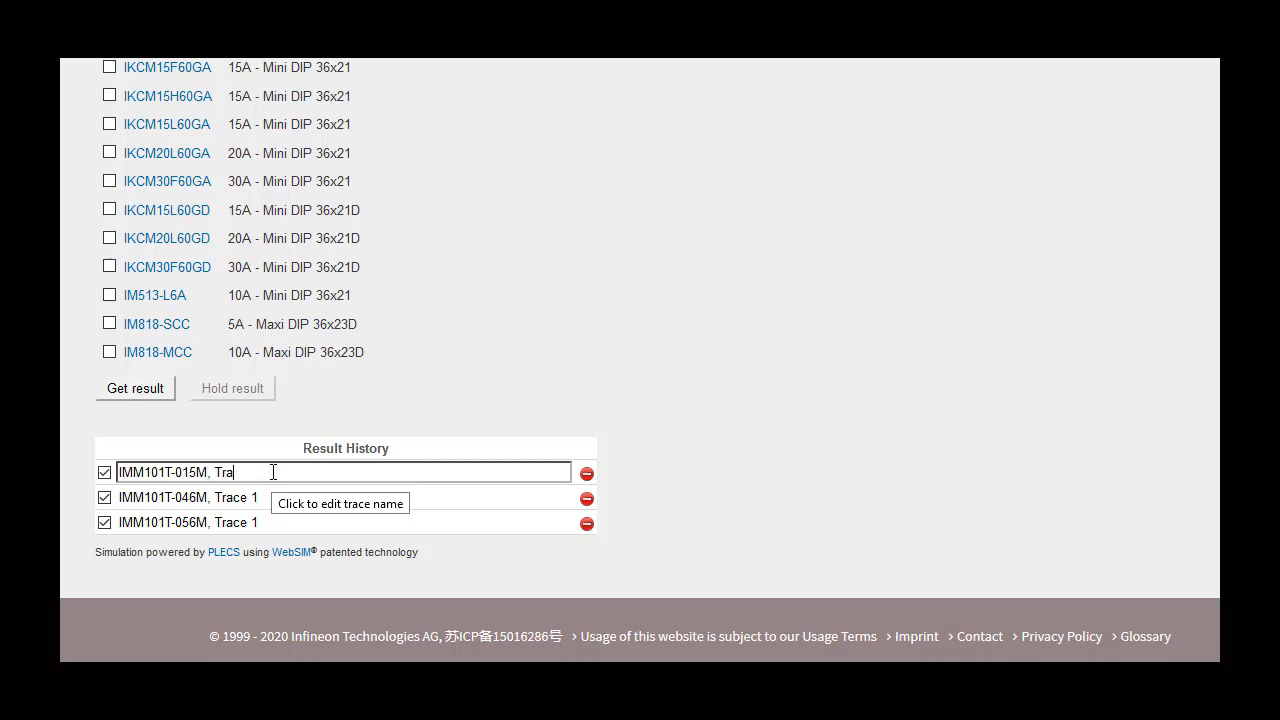 IKCM15F60GA 15A - Mini DIP 36x21
IKCM15H60GA 15A - Mini DIP 36x21
IKCM15L60GA 15A - Mini DIP 36x21
IKCM20L60GA 20A - Mini DIP 36x21
IKCM30F60GA 30A - Mini DIP 36x21
IKCM15L60GD 15A - Mini DIP 36x21D
IKCM20L60GD 20A - Mini DIP 36x21D
IKCM30F60GD 30A - Mini DIP 36x21D
IM513-L6A 10A - Mini DIP 36x21
IM818-SCC 5A - Maxi DIP 36x23D
IM818-MCC 10A - Maxi DIP 36x23D
Get result Hold result
Result History
IMM101T-015M, Tra
IMM101T-046M, Trace 1
Click to edit trace name
IMM101T-056M, Trace 1
Simulation powered by PLECS using WebSIM® patented technology
© 1999 - 2020 Infineon Technologies AG, 苏ICP备15016286号 › Usage of this website is subject to our Usage Terms › Imprint › Contact › Privacy Policy › Glossary